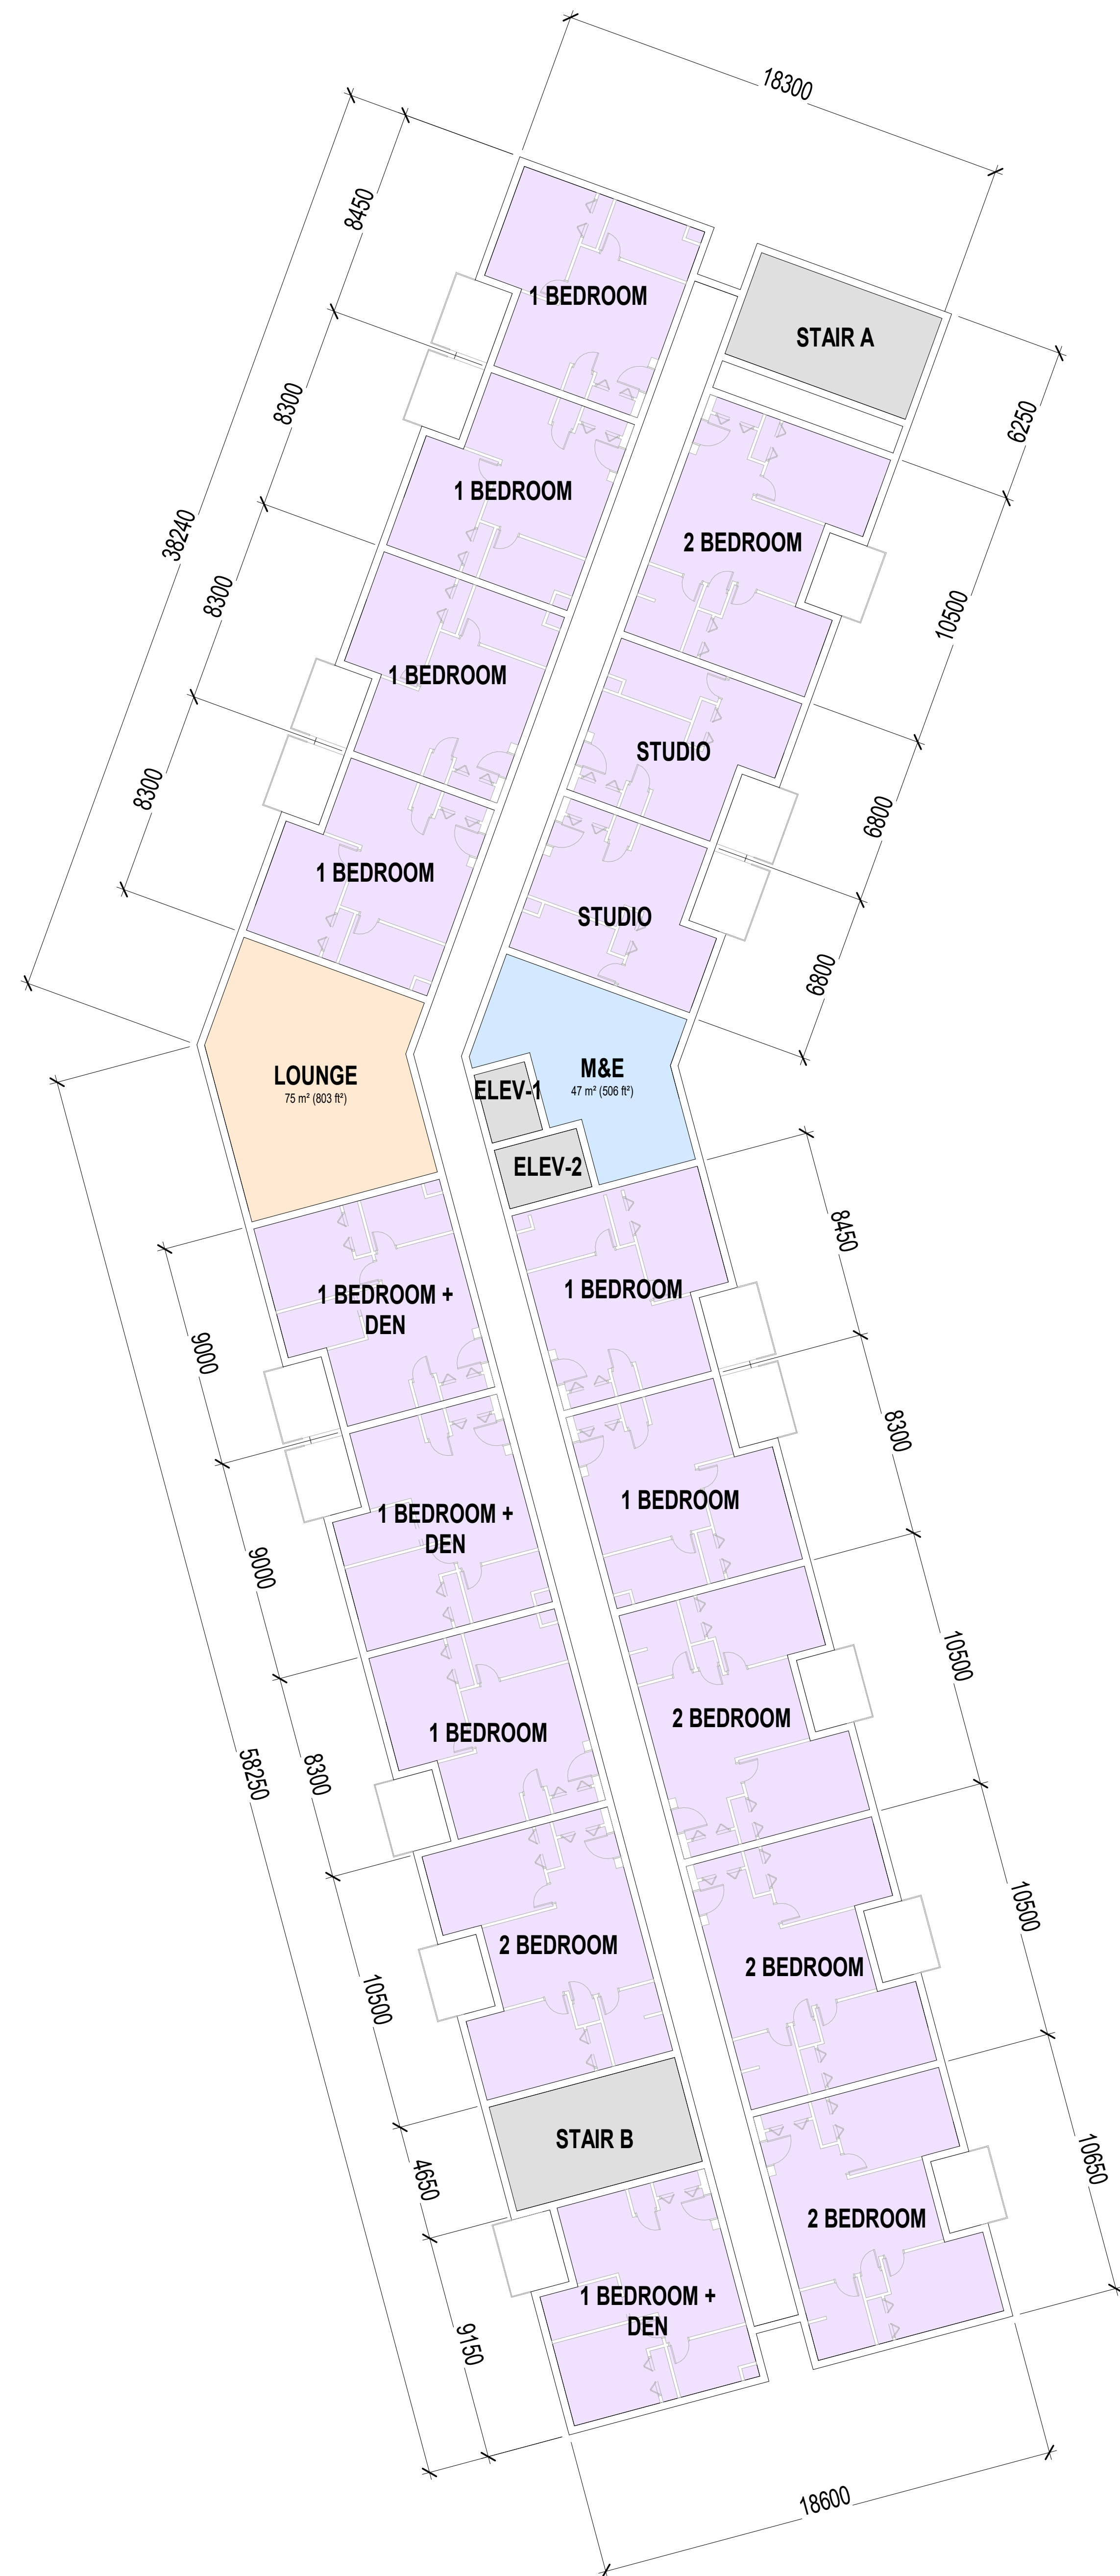 18300
8450
1 BEDROOM
STAIR A
8300
6250
1 BEDROOM
38240
2 BEDROOM
8300
10500
1 BEDROOM
STUDIO
8300
6800
1 BEDROOM
STUDIO
6800
LOUNGE
75 m² (803 ft²)
M&E
47 m² (506 ft²)
ELEV-1
ELEV-2
8450
1 BEDROOM +
DEN
1 BEDROOM
9000
8300
1 BEDROOM
1 BEDROOM +
DEN
9000
10500
2 BEDROOM
1 BEDROOM
58250
8300
10500
2 BEDROOM
2 BEDROOM
10500
STAIR B
4650
10650
2 BEDROOM
1 BEDROOM +
DEN
9150
18600